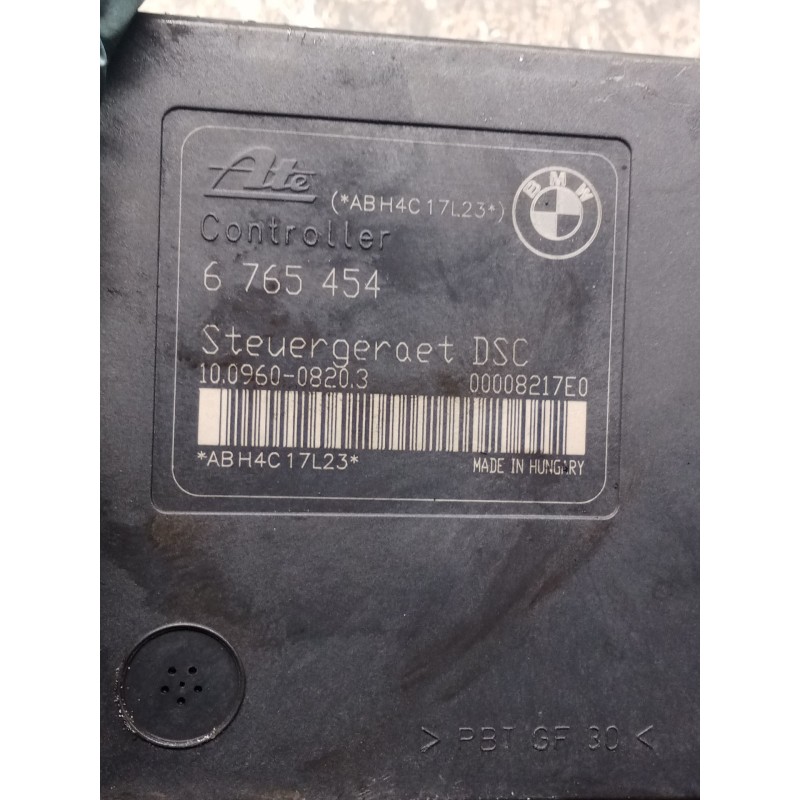 Ate
(*ABH4C17L23*)
BMW
Controller
6 765 454
Steuergeraet DSC
10.0960-0820.3 00008217E0
*ABH4C17L23*
MADE IN HUNGARY
> PBT GF 30 <